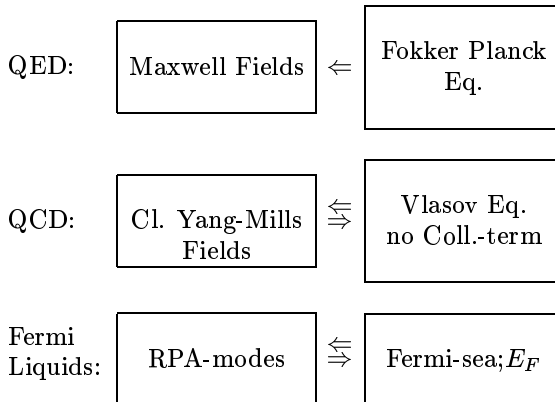 QED:
Maxwell Fields
⇐
Fokker Planck
Eq.
QCD:
Cl. Yang-Mills
Fields
⇐
⇒
Vlasov Eq.
no Coll.-term
Fermi
Liquids:
RPA-modes
⇐
⇒
Fermi-sea;E_F